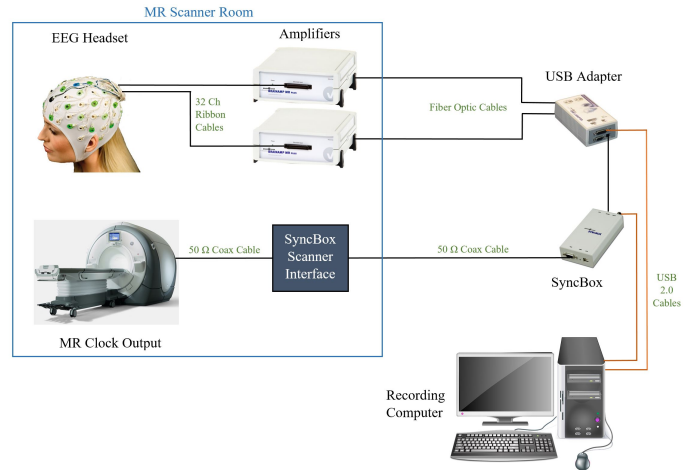 MR Scanner Room
EEG Headset
Amplifiers
USB Adapter
32 Ch
Ribbon
Cables
Fiber Optic Cables
50 Ω Coax Cable
SyncBox
Scanner
Interface
50 Ω Coax Cable
SyncBox
USB
2.0
Cables
MR Clock Output
Recording
Computer